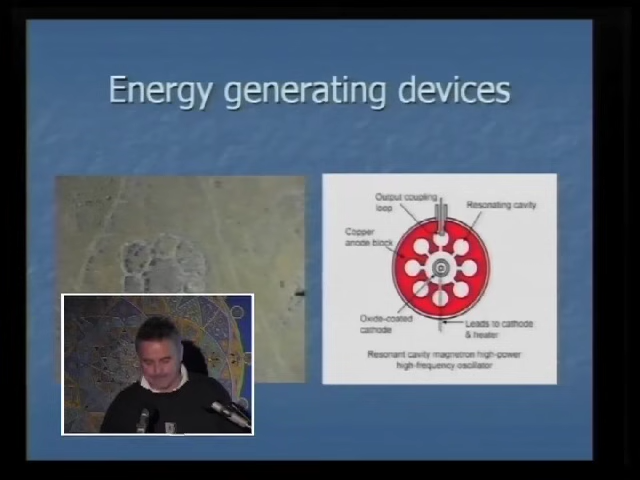 Energy generating devices
Output coupling
loop
Resonating cavity
Copper
anode block
Oxide-coated
cathode
Leads to cathode
& heater
Resonant cavity magnetron high-power
high-frequency oscillator